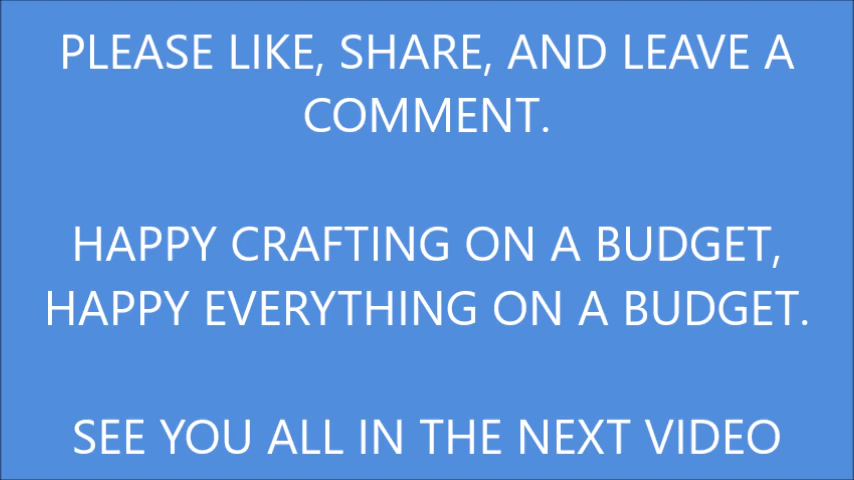 PLEASE LIKE, SHARE, AND LEAVE A
COMMENT.
HAPPY CRAFTING ON A BUDGET,
HAPPY EVERYTHING ON A BUDGET.
SEE YOU ALL IN THE NEXT VIDEO